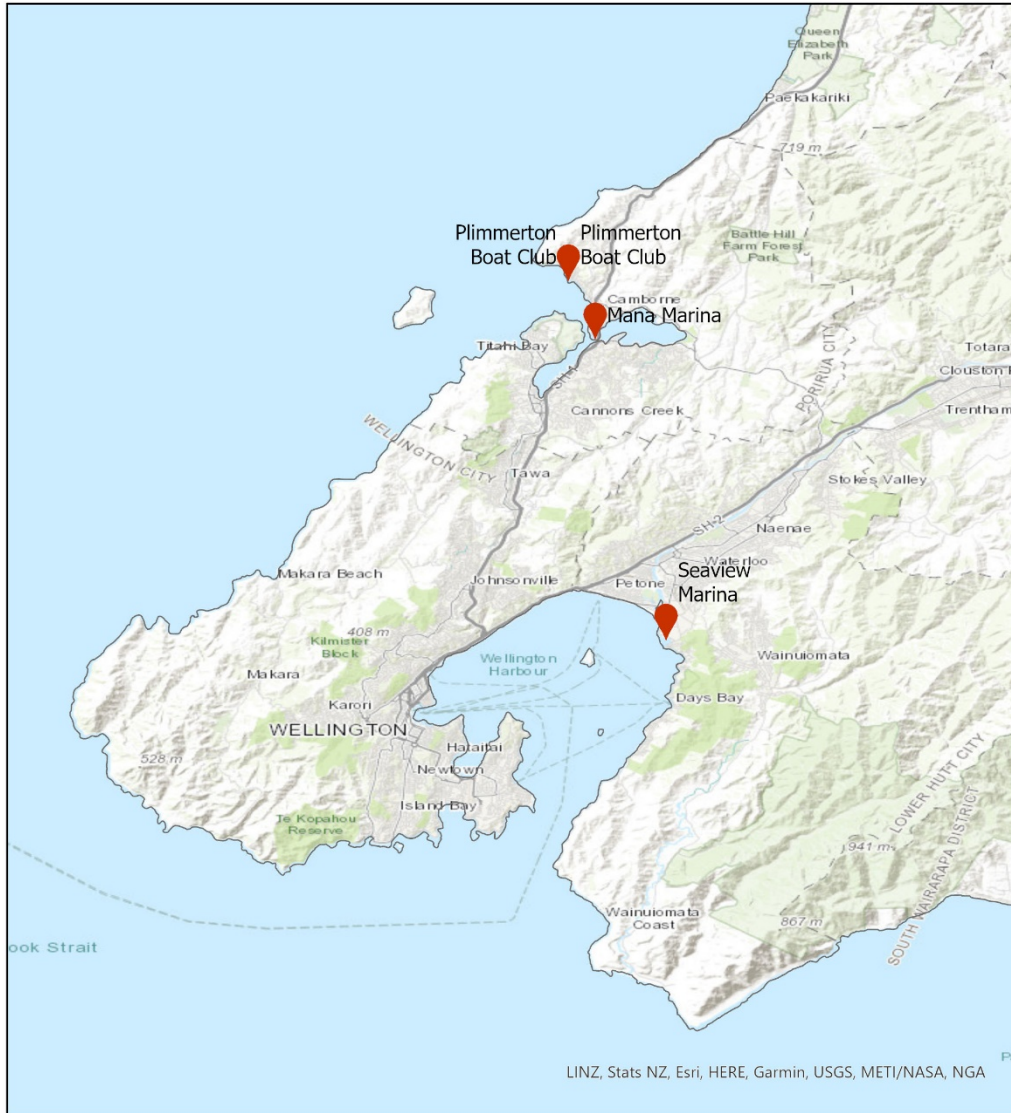 Queen
Elizabeth
Park
Paekakariki
719 m
Plimmerton
Boat Club
Plimmerton
Boat Club
Battle Hill
Farm Forest
Park
Camborne
Mana Marina
Titahi Bay
SH-1
PORIRUA CITY
Totara
Clouston
Trentham
Cannons Creek
WELLINGTON CITY
Tawa
Stokes Valley
SH-2
Naenae
Waterloo
Makara Beach
Johnsonville
Petone
Seaview
Marina
408 m
Kilmister
Block
Wellington
Harbour
Wainuiomata
Makara
Karori
Days Bay
WELLINGTON
Hataitai
528 m
Newtown
Island Bay
Te Kopahou
Reserve
LOWER HUTT CITY
941 m
SOUTH WAIRARAPA DISTRICT
Wainuiomata
Coast
867 m
ook Strait
LINZ, Stats NZ, Esri, HERE, Garmin, USGS, METI/NASA, NGA